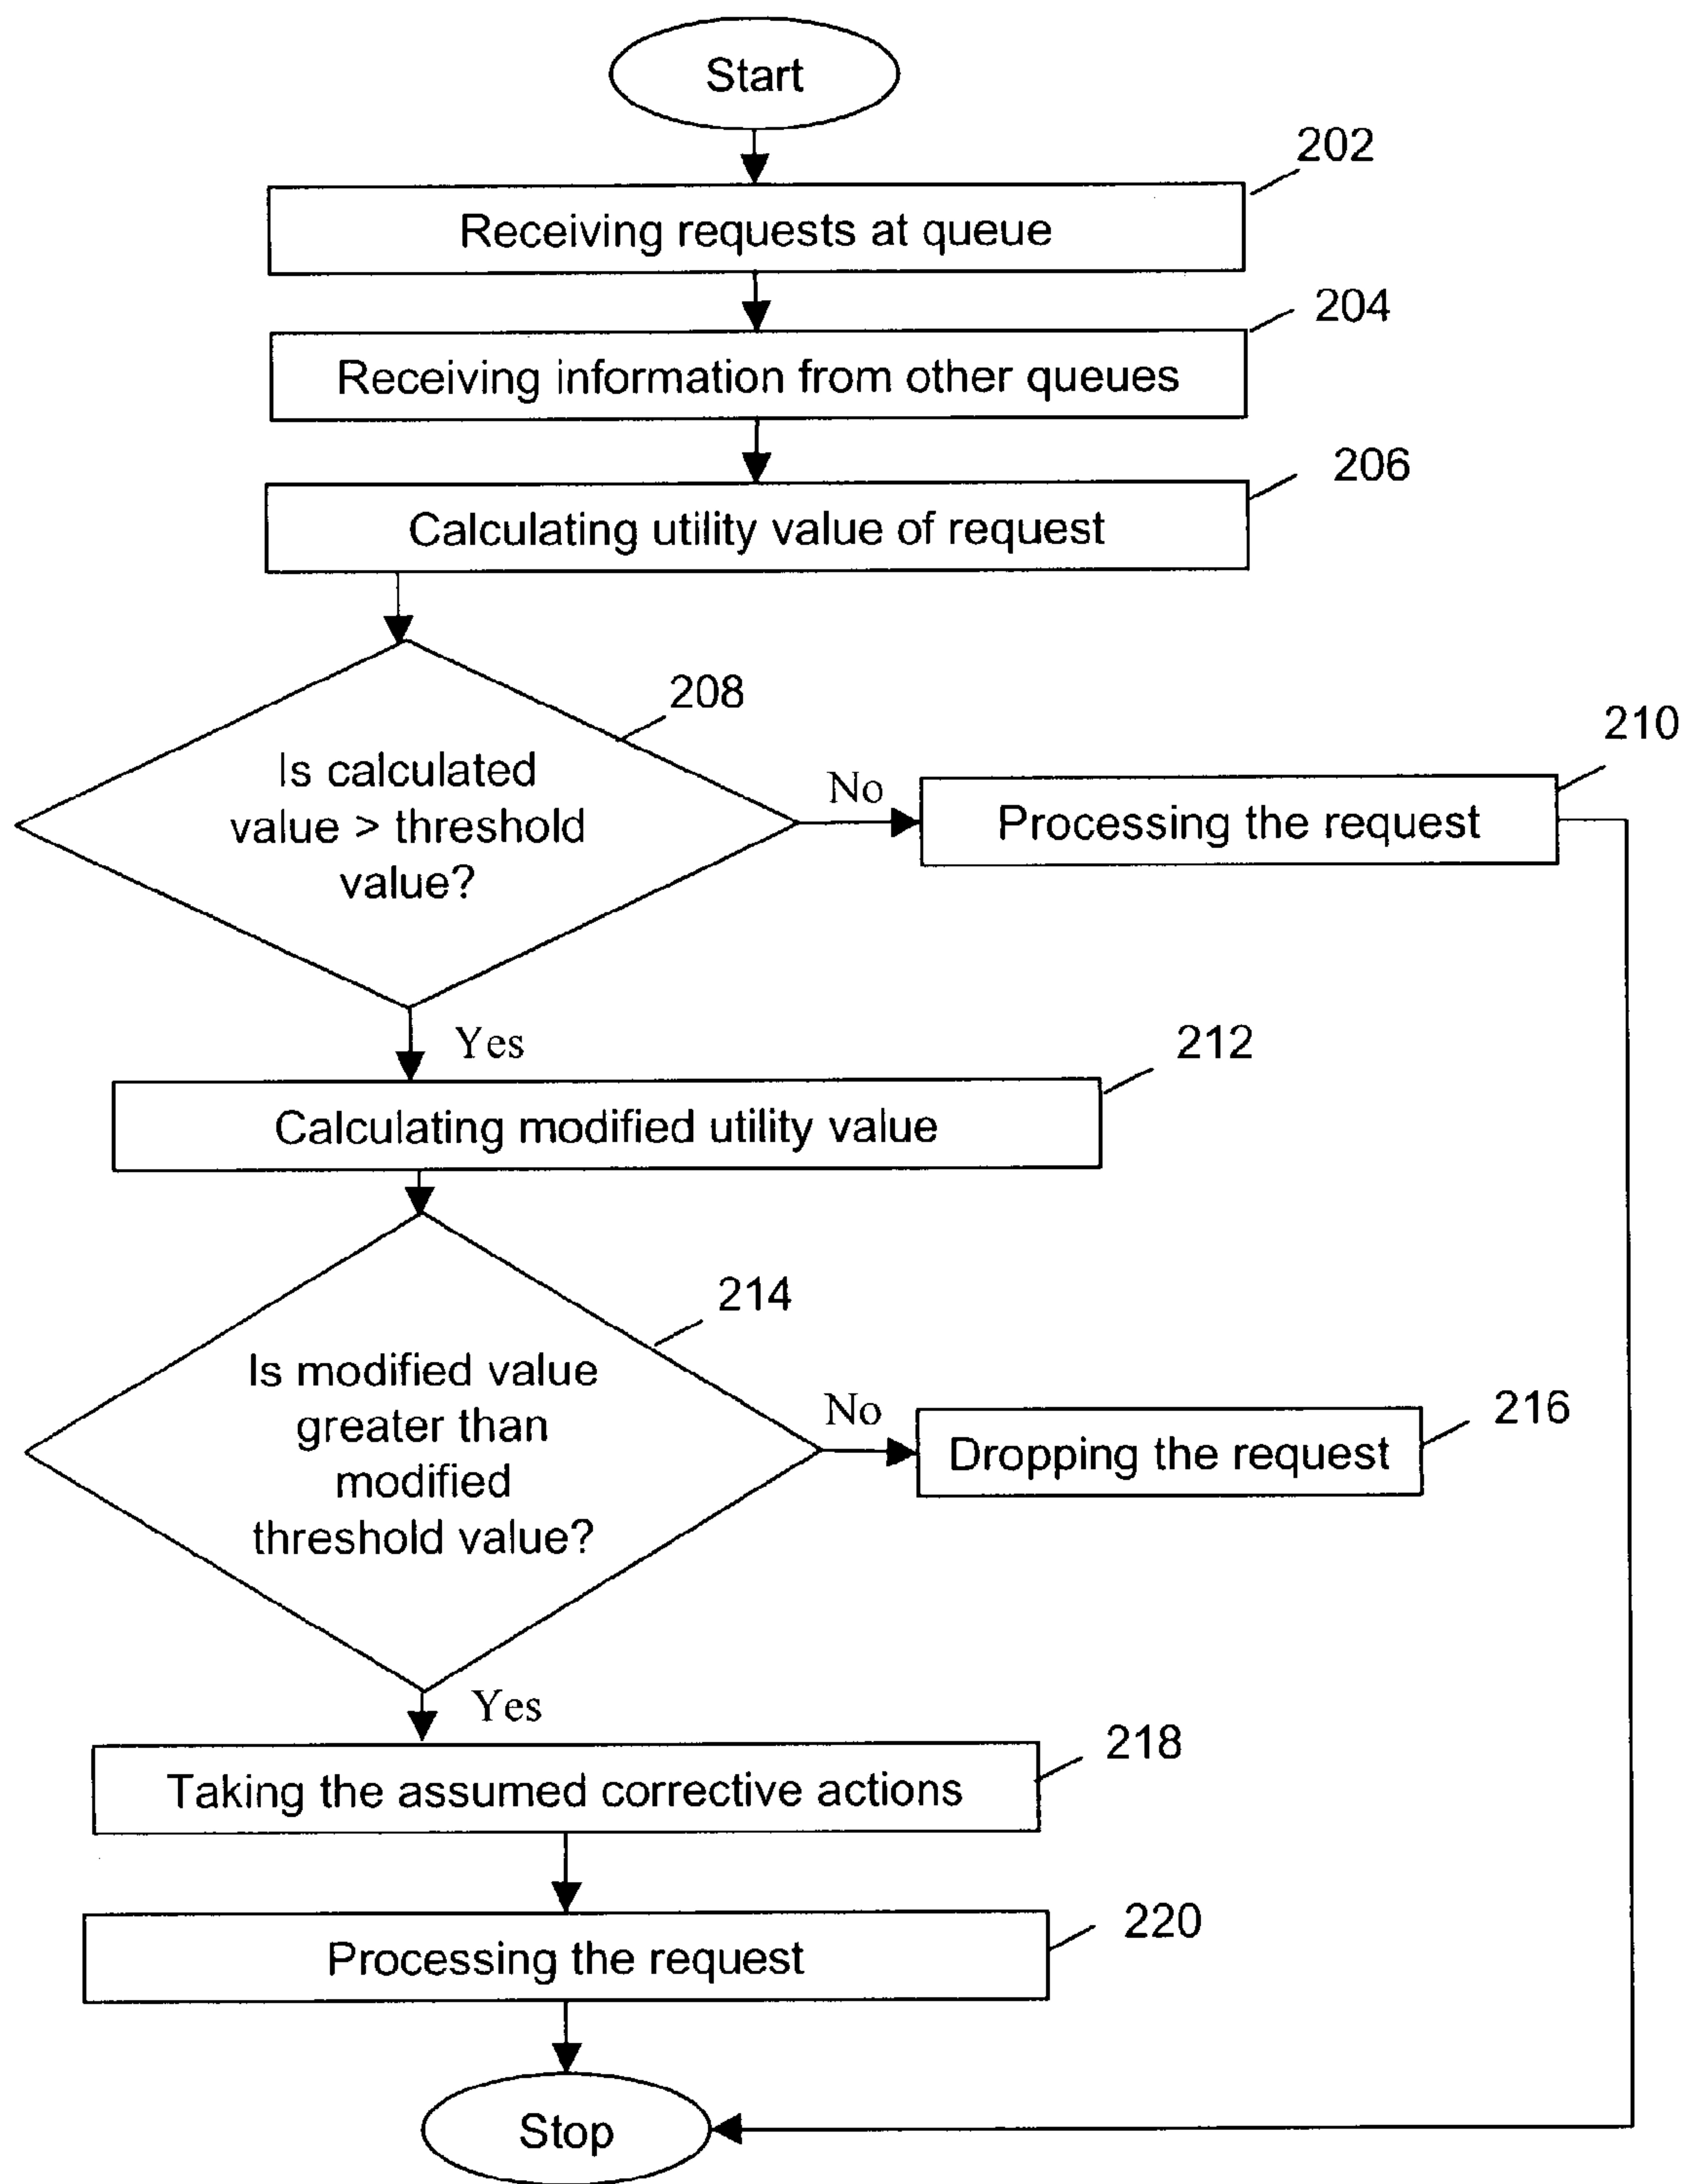 Start
202
Receiving requests at queue
204
Receiving information from other queues
206
Calculating utility value of request
208
Is calculated
value > threshold
value?
No
210
Processing the request
Yes
212
Calculating modified utility value
214
Is modified value
greater than
modified
threshold value?
No
216
Dropping the request
Yes
218
Taking the assumed corrective actions
220
Processing the request
Stop